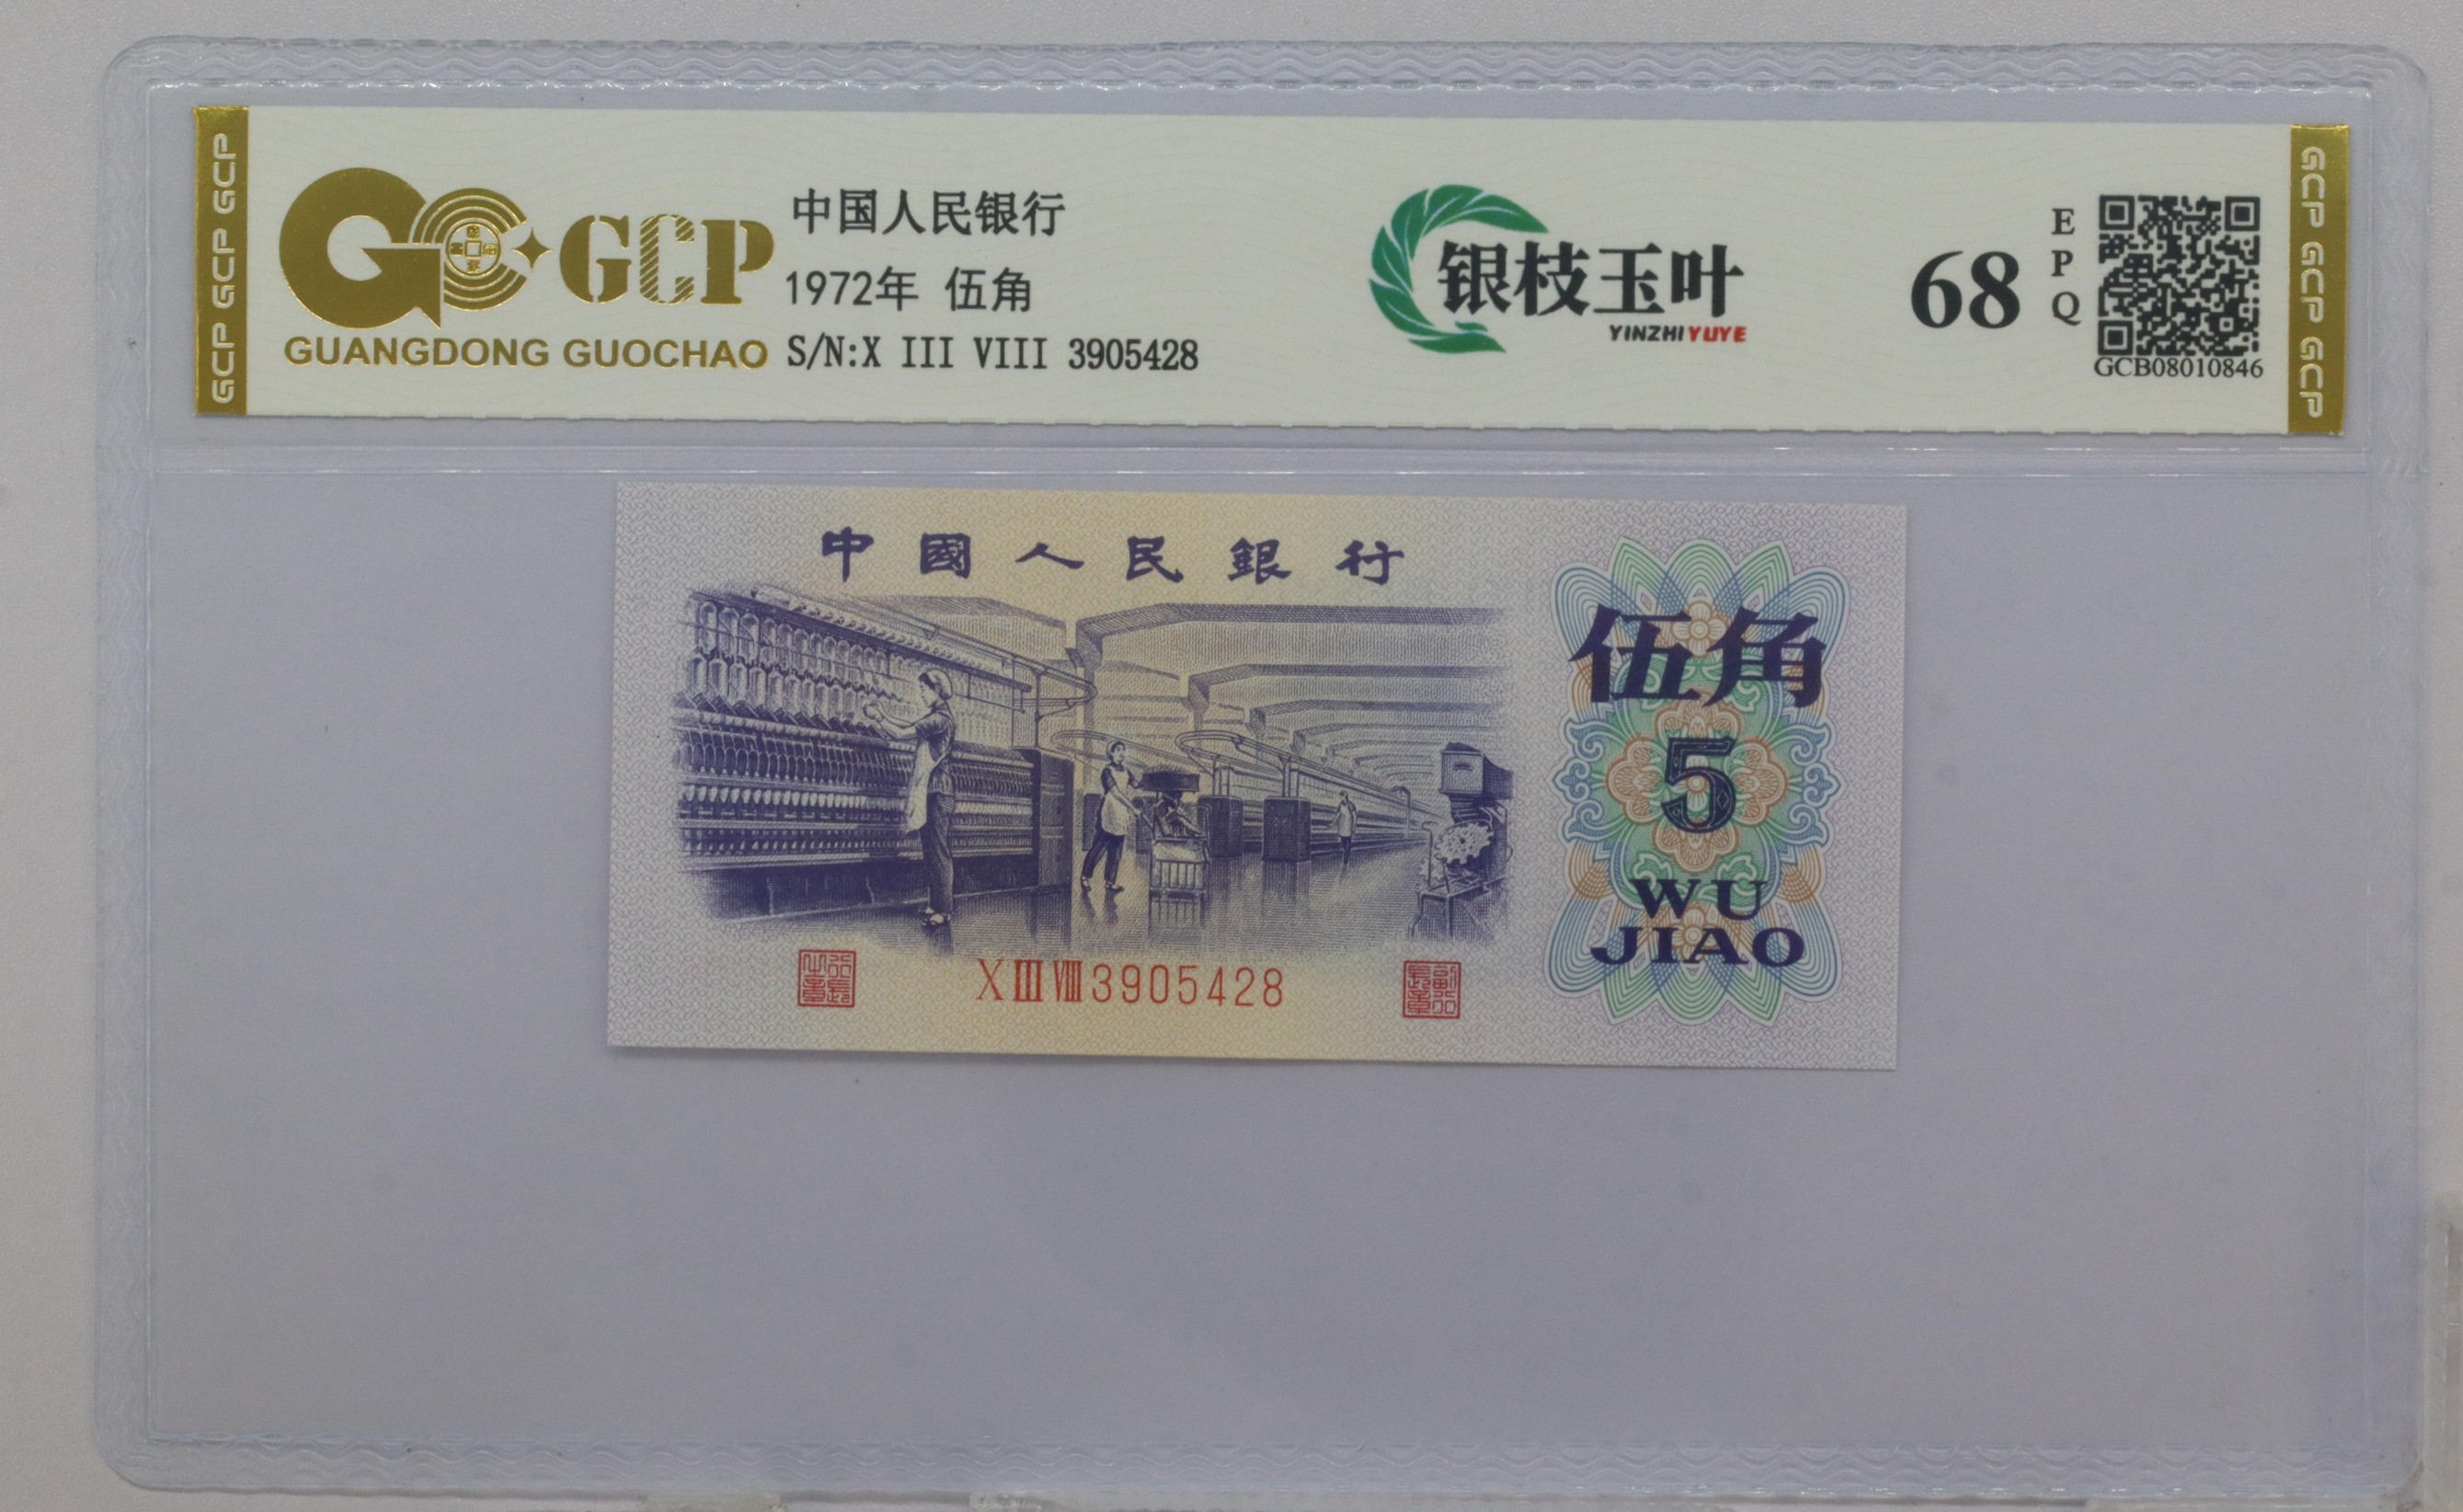 GCP GCP GCP
GCP
GUANGDONG GUOCHAO
中国人民银行
1972年 伍角
S/N:X III VIII 3905428
银枝玉叶
YINZHIYUYE
68
EPQ
GCB08010846
GCP GCP GCP
中國人民銀行
伍角
5
WU
JIAO
X III VIII 3905428